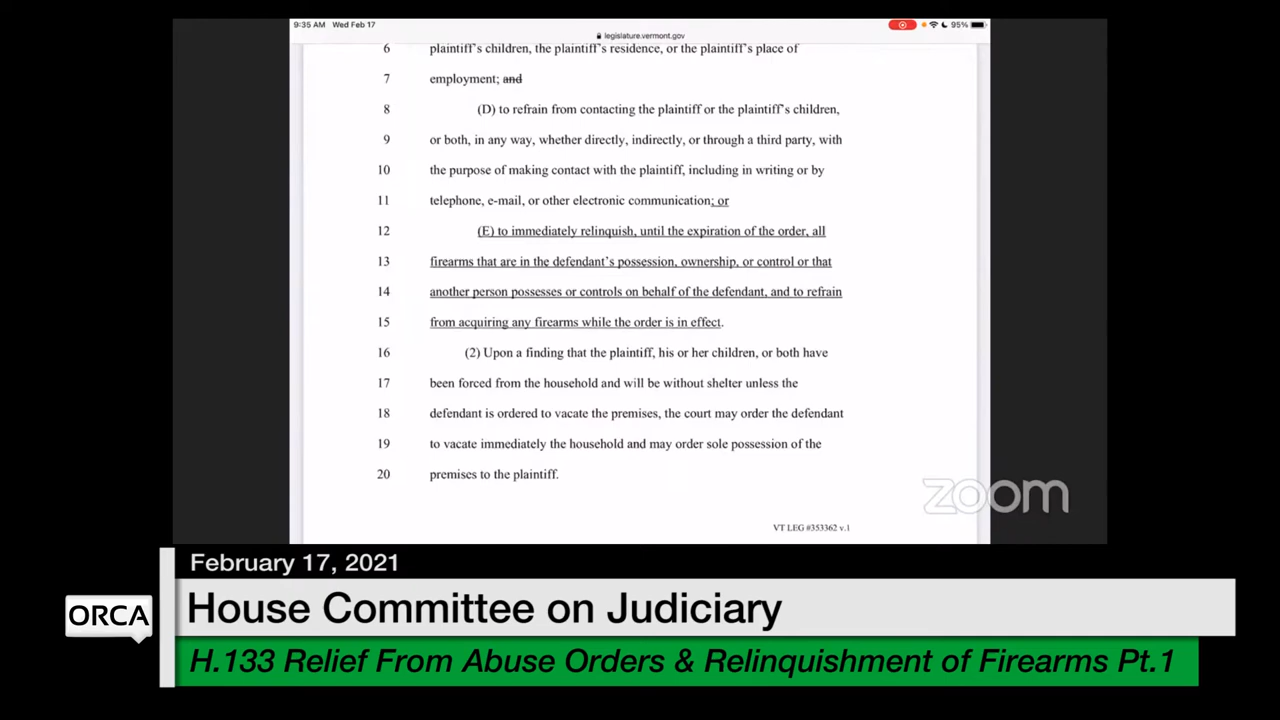 9:35 AM Wed Feb 17
95%
legislature.vermont.gov
6 plaintiff's children, the plaintiff's residence, or the plaintiff's place of
7 employment; and
8 (D) to refrain from contacting the plaintiff or the plaintiff's children,
9 or both, in any way, whether directly, indirectly, or through a third party, with
10 the purpose of making contact with the plaintiff, including in writing or by
11 telephone, e-mail, or other electronic communication; or
12 (E) to immediately relinquish, until the expiration of the order, all
13 firearms that are in the defendant's possession, ownership, or control or that
14 another person possesses or controls on behalf of the defendant, and to refrain
15 from acquiring any firearms while the order is in effect.
16 (2) Upon a finding that the plaintiff, his or her children, or both have
17 been forced from the household and will be without shelter unless the
18 defendant is ordered to vacate the premises, the court may order the defendant
19 to vacate immediately the household and may order sole possession of the
20 premises to the plaintiff.
zoom
VT LEG #353362 v.1
February 17, 2021
ORCA
House Committee on Judiciary
H.133 Relief From Abuse Orders & Relinquishment of Firearms Pt.1